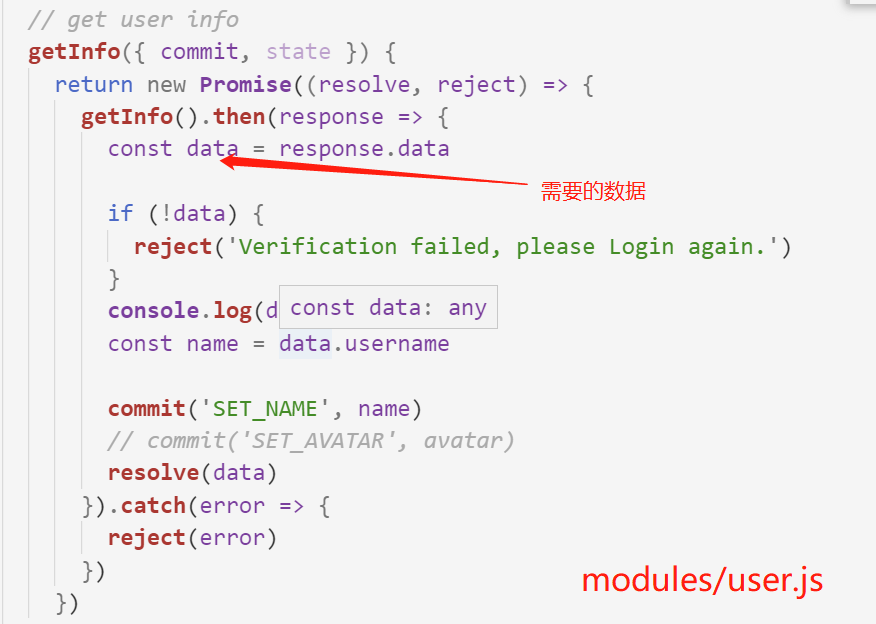 // get user info
getInfo({ commit, state }) {
return new Promise((resolve, reject) => {
getInfo().then(response => {
const data = response.data
需要的数据
if (!data) {
reject('Verification failed, please Login again.')
}
console.log(d
const data: any
const name = data.username
commit('SET_NAME', name)
// commit('SET_AVATAR', avatar)
resolve(data)
}).catch(error => {
reject(error)
})
modules/user.js
})